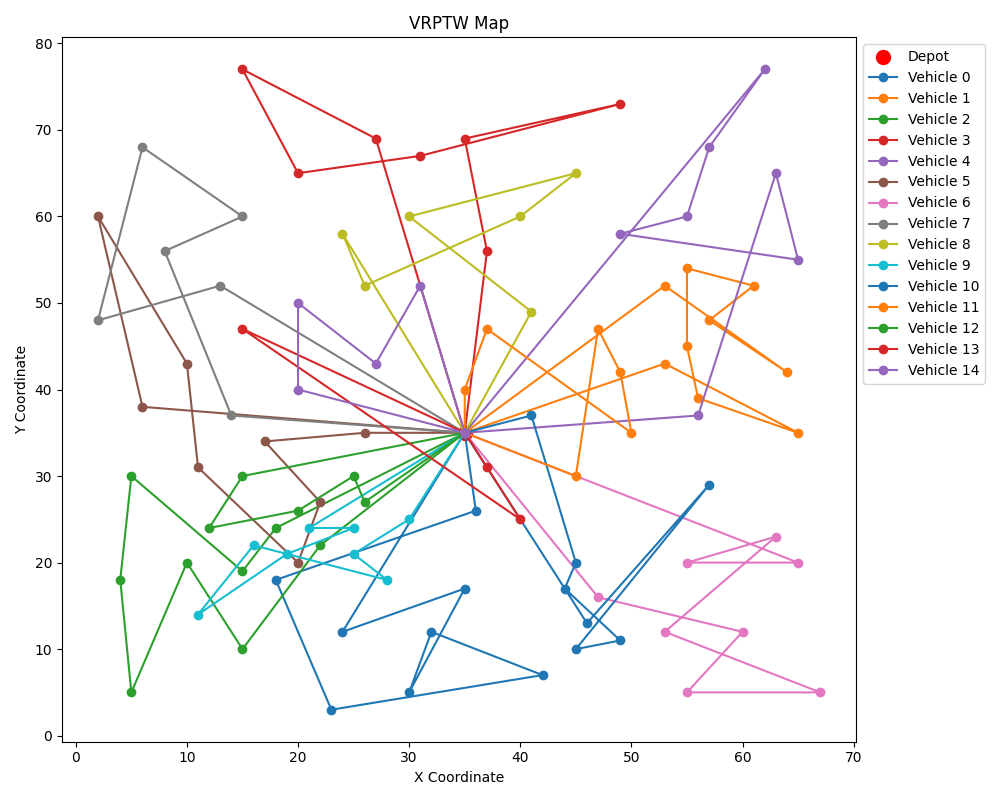 VRPTW Map
Y Coordinate
80
70
60
50
40
30
20
10
0
0 10 20 30 40 50 60 70
X Coordinate
Depot
Vehicle 0
Vehicle 1
Vehicle 2
Vehicle 3
Vehicle 4
Vehicle 5
Vehicle 6
Vehicle 7
Vehicle 8
Vehicle 9
Vehicle 10
Vehicle 11
Vehicle 12
Vehicle 13
Vehicle 14